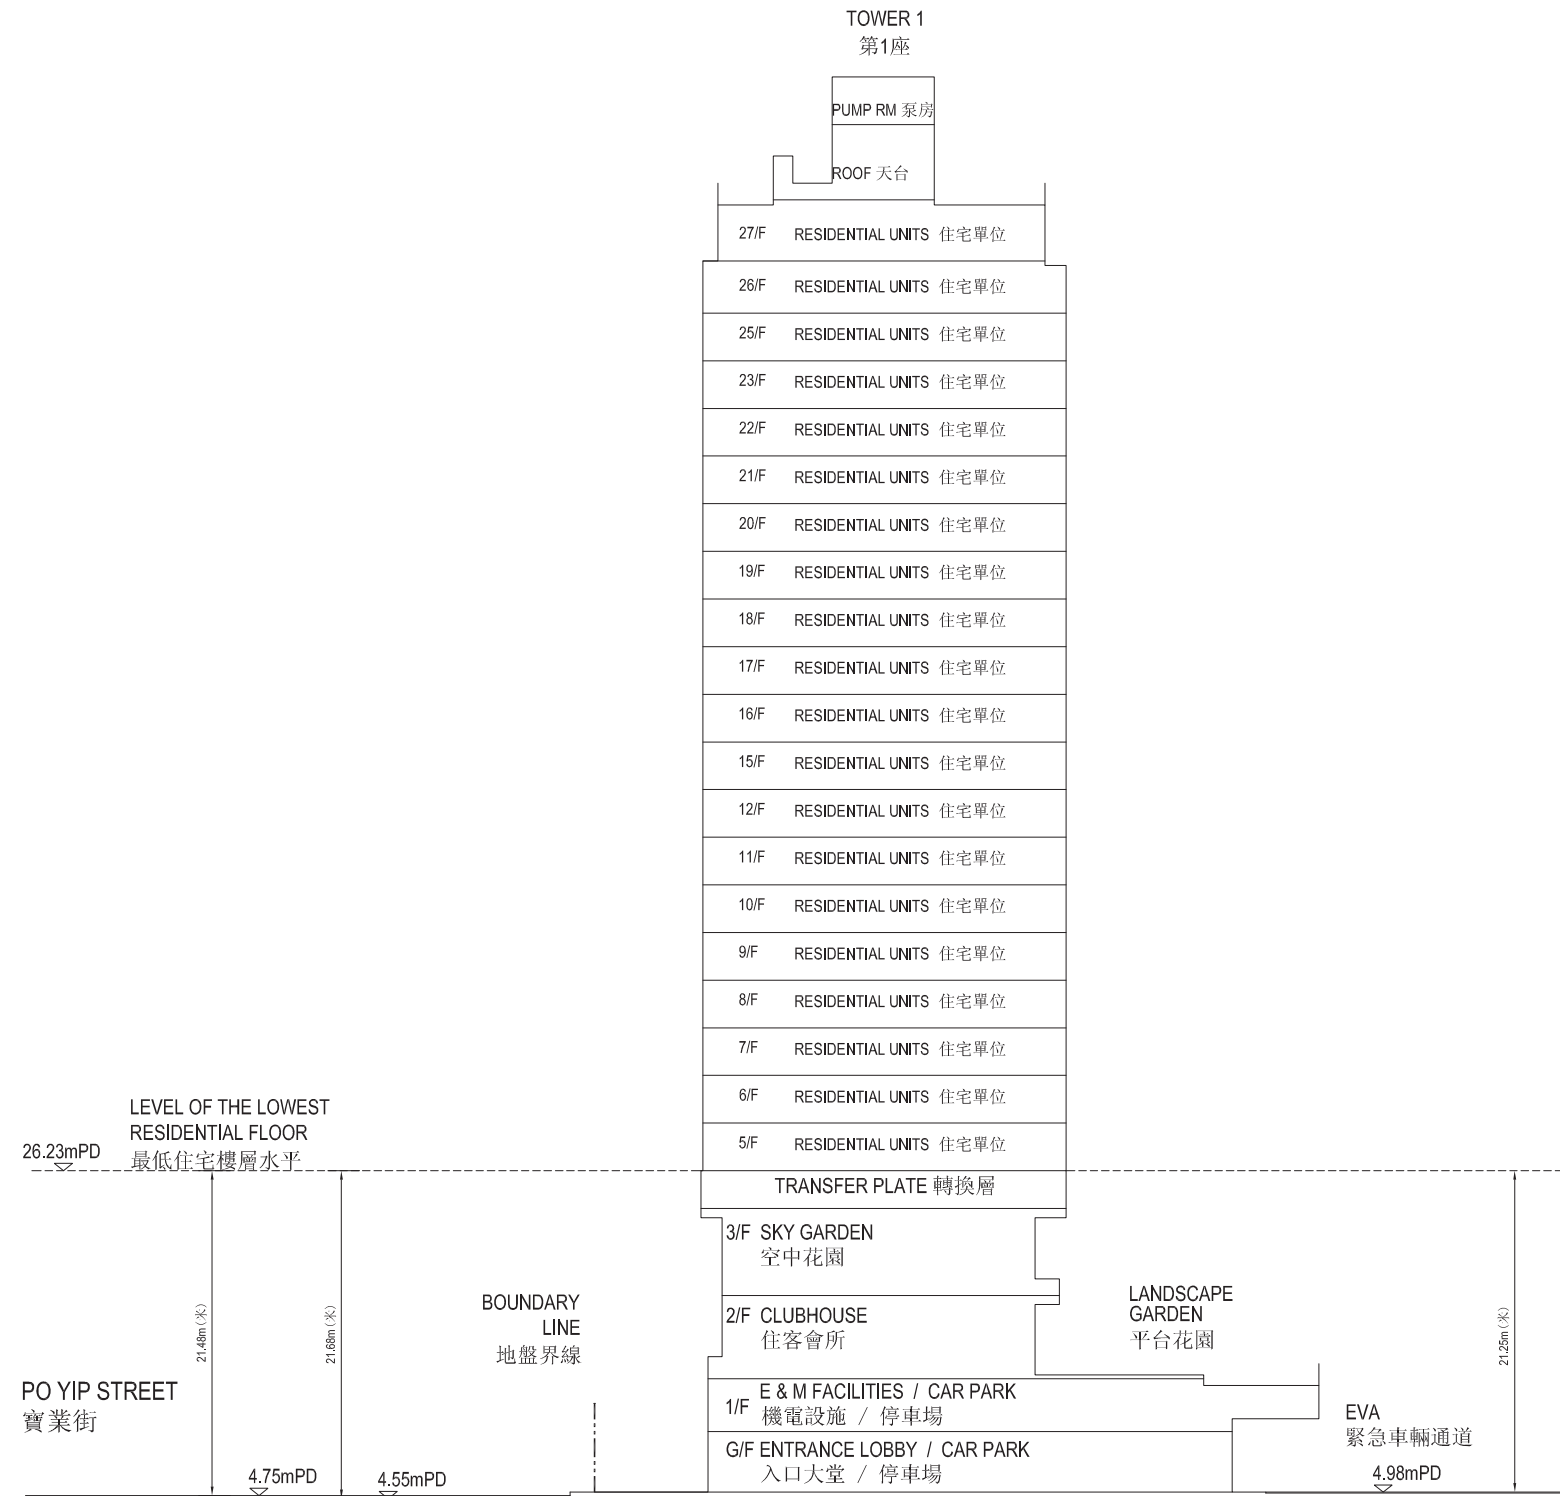 TOWER 1
第1座
PUMP RM 泵房
ROOF 天台
27/F RESIDENTIAL UNITS 住宅單位
26/F RESIDENTIAL UNITS 住宅單位
25/F RESIDENTIAL UNITS 住宅單位
23/F RESIDENTIAL UNITS 住宅單位
22/F RESIDENTIAL UNITS 住宅單位
21/F RESIDENTIAL UNITS 住宅單位
20/F RESIDENTIAL UNITS 住宅單位
19/F RESIDENTIAL UNITS 住宅單位
18/F RESIDENTIAL UNITS 住宅單位
17/F RESIDENTIAL UNITS 住宅單位
16/F RESIDENTIAL UNITS 住宅單位
15/F RESIDENTIAL UNITS 住宅單位
12/F RESIDENTIAL UNITS 住宅單位
11/F RESIDENTIAL UNITS 住宅單位
10/F RESIDENTIAL UNITS 住宅單位
9/F RESIDENTIAL UNITS 住宅單位
8/F RESIDENTIAL UNITS 住宅單位
7/F RESIDENTIAL UNITS 住宅單位
6/F RESIDENTIAL UNITS 住宅單位
5/F RESIDENTIAL UNITS 住宅單位
LEVEL OF THE LOWEST
RESIDENTIAL FLOOR
最低住宅樓層水平
26.23mPD
TRANSFER PLATE 轉換層
3/F SKY GARDEN
空中花園
2/F CLUBHOUSE
住客會所
1/F E & M FACILITIES / CAR PARK
機電設施 / 停車場
G/F ENTRANCE LOBBY / CAR PARK
入口大堂 / 停車場
BOUNDARY
LINE
地盤界線
LANDSCAPE
GARDEN
平台花園
21.48m(米)
21.68m(米)
21.25m(米)
PO YIP STREET
寶業街
EVA
緊急車輛通道
4.75mPD
4.55mPD
4.98mPD